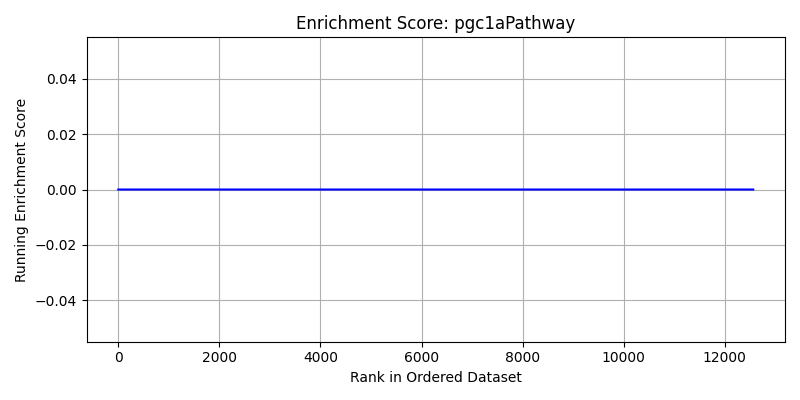 Enrichment Score: pgc1aPathway
Running Enrichment Score
0.04
0.02
0.00
−0.02
−0.04
0 2000 4000 6000 8000 10000 12000
Rank in Ordered Dataset